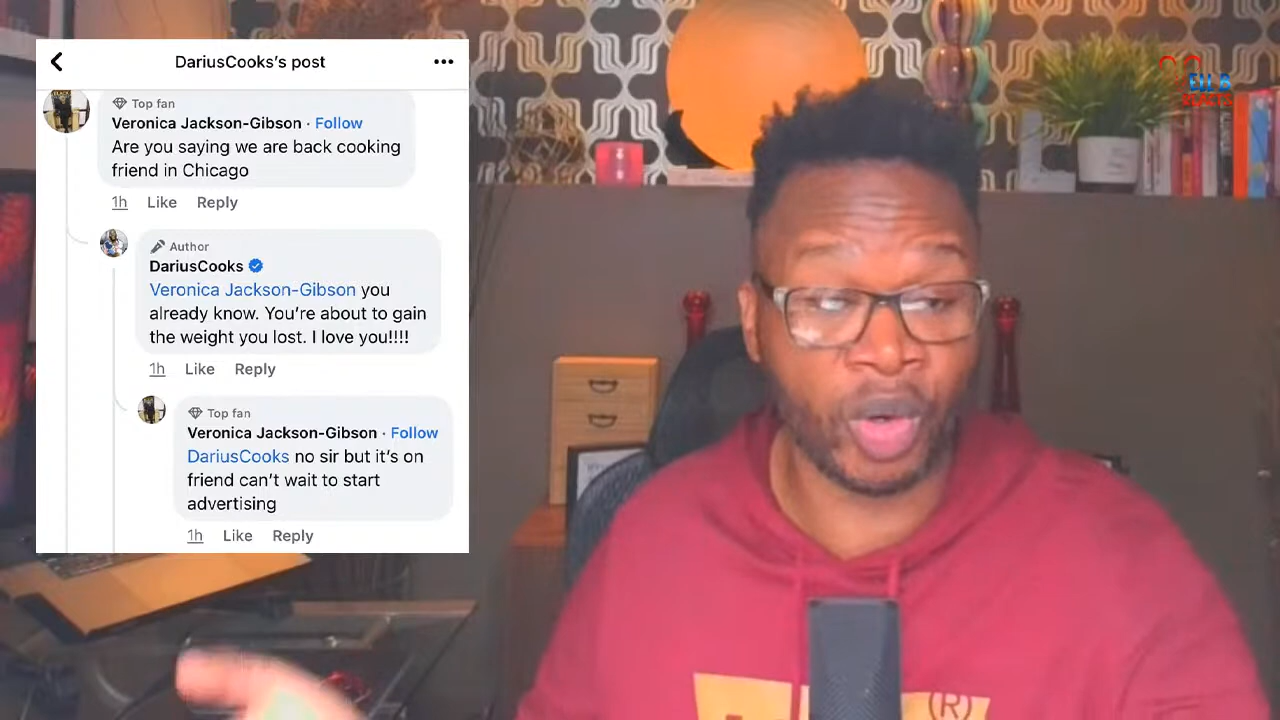 DariusCooks's post
Top fan
Veronica Jackson-Gibson · Follow
Are you saying we are back cooking
friend in Chicago
1h Like Reply
Author
DariusCooks
Veronica Jackson-Gibson you
already know. You're about to gain
the weight you lost. I love you!!!!
1h Like Reply
Top fan
Veronica Jackson-Gibson · Follow
DariusCooks no sir but it's on
friend can't wait to start
advertising
1h Like Reply
REACTS
(R)